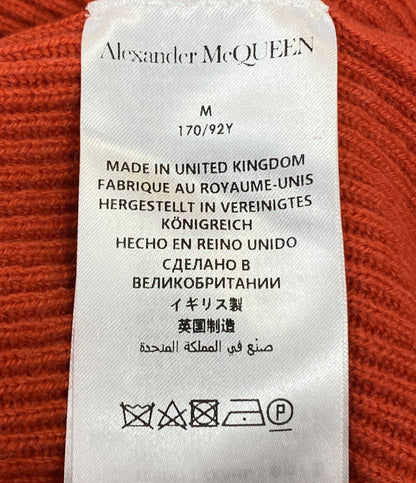 Alexander McQUEEN
M
170/92Y
MADE IN UNITED KINGDOM
FABRIQUE AU ROYAUME-UNIS
HERGESTELLT IN VEREINIGTES
KÖNIGREICH
HECHO EN REINO UNIDO
СДЕЛАНО В
ВЕЛИКОБРИТАНИИ
イギリス製
英国制造
صنع في المملكة المتحدة
P